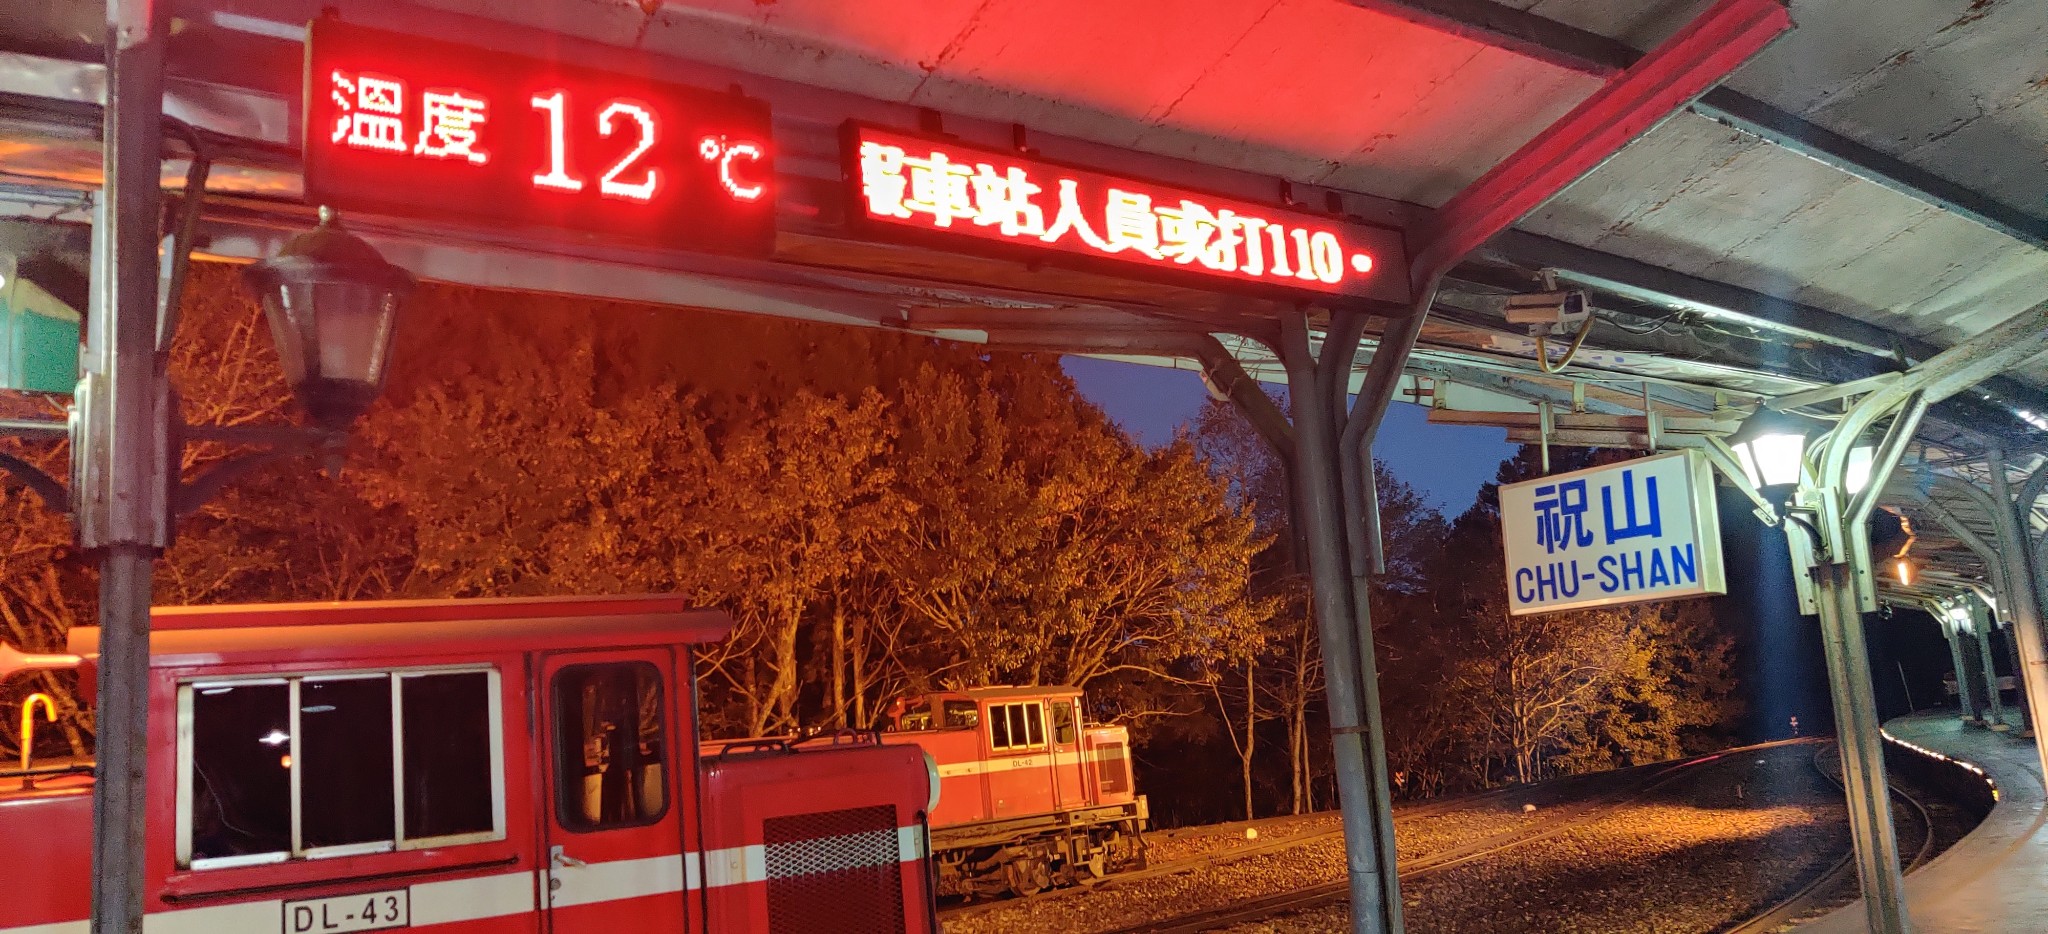 溫度 12 ℃
報車站人員或打110。
祝山
CHU-SHAN
DL-42
DL-43